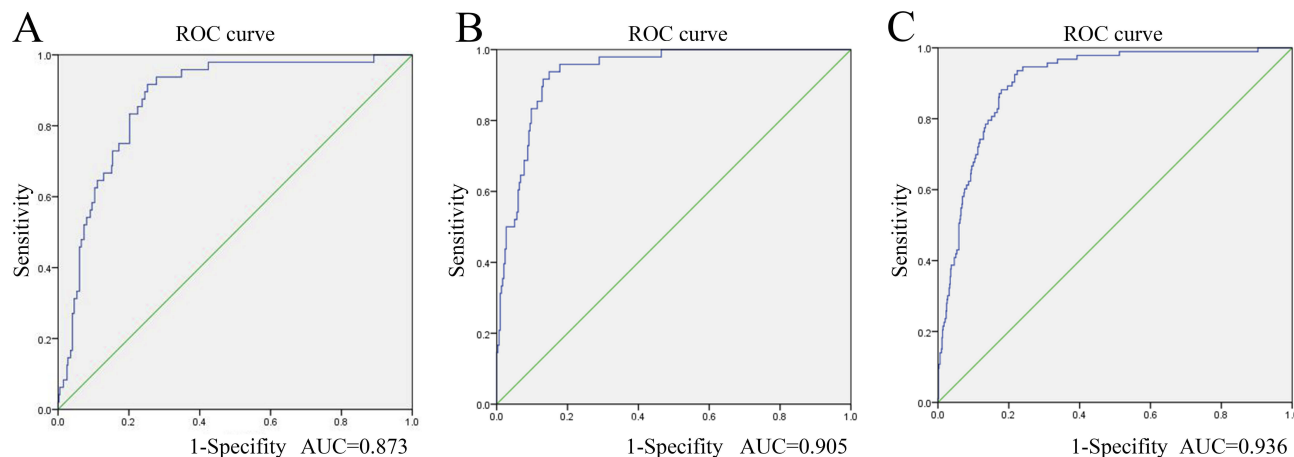 A
ROC curve
1.0
0.8
0.6
0.4
0.2
0.0
Sensitivity
0.0 0.2 0.4 0.6 0.8 1.0
1-Specifity AUC=0.873
B
ROC curve
1.0
0.8
0.6
0.4
0.2
0.0
Sensitivity
0.0 0.2 0.4 0.6 0.8 1.0
1-Specifity AUC=0.905
C
ROC curve
1.0
0.8
0.6
0.4
0.2
0.0
Sensitivity
0.0 0.2 0.4 0.6 0.8 1.0
1-Specifity AUC=0.936